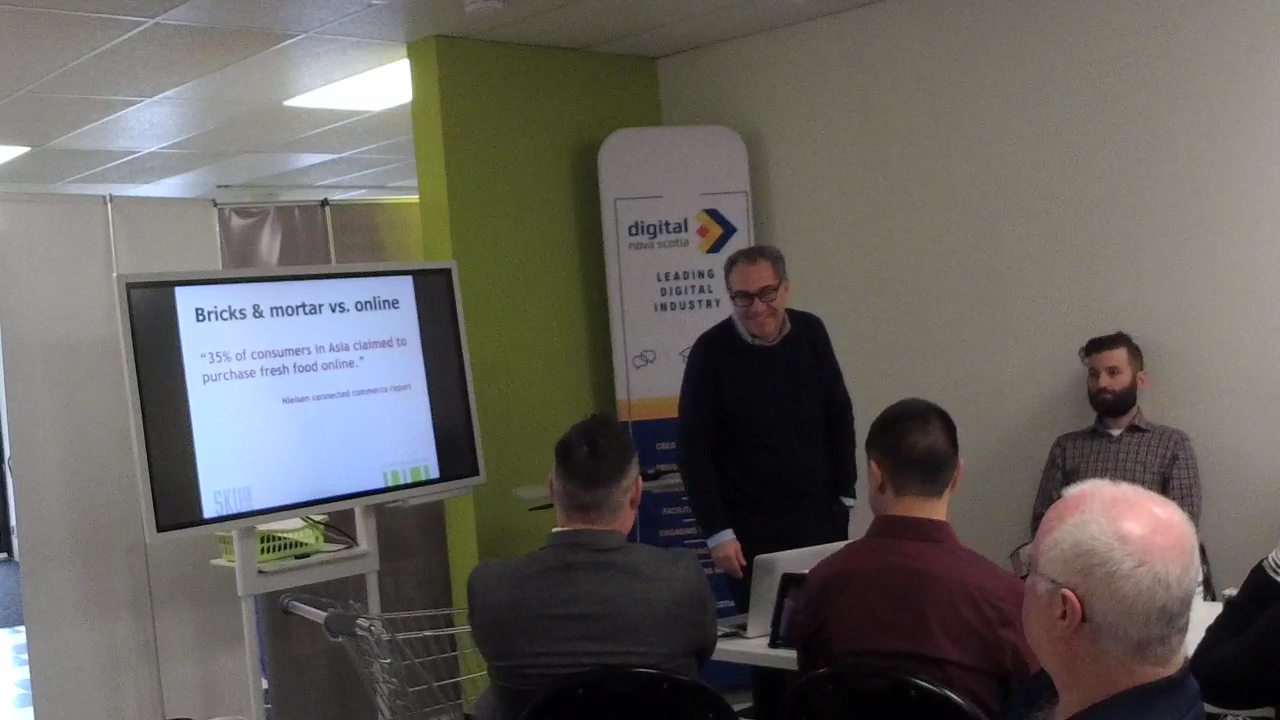 Bricks & mortar vs. online
“35% of consumers in Asia claimed to
purchase fresh food online.”
Nielsen connected commerce report
digital
nova scotia
LEADING
DIGITAL
INDUSTRY